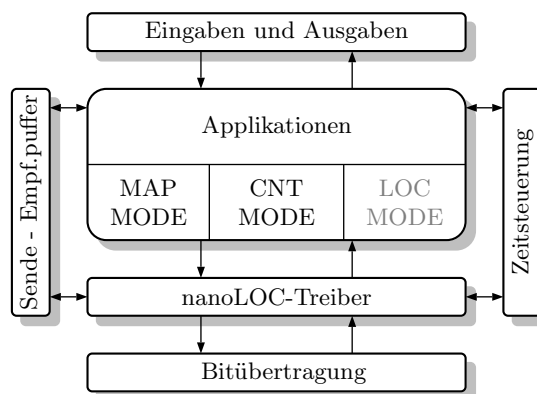 Eingaben und Ausgaben
Sende - Empf.puffer
Applikationen
MAP
MODE
CNT
MODE
LOC
MODE
Zeitsteuerung
nanoLOC-Treiber
Bitübertragung